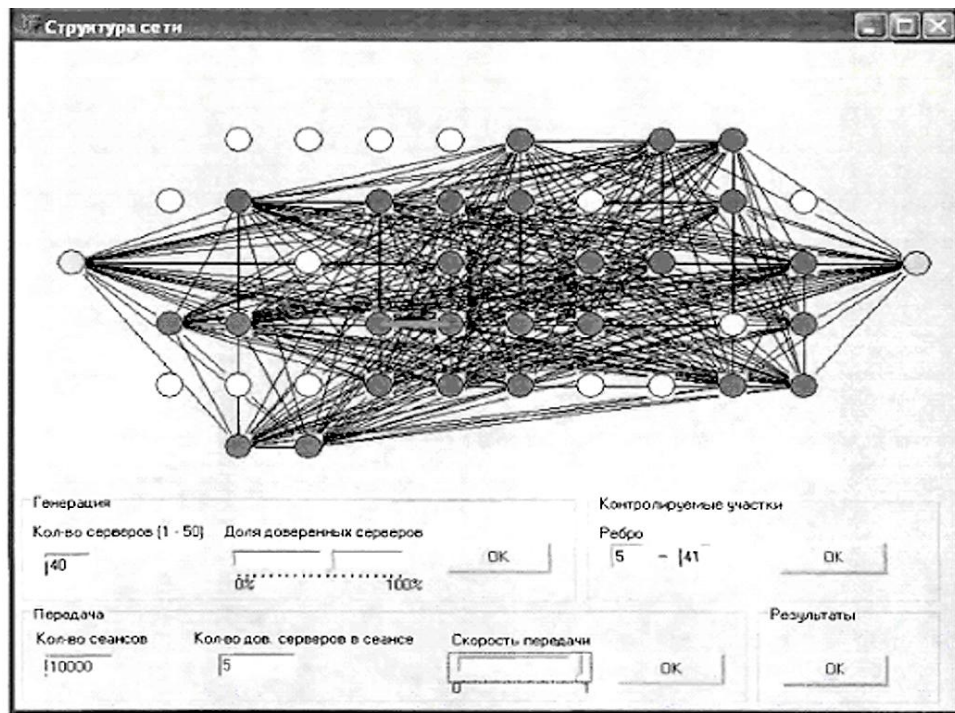 Структура сети
Генерация
Кол-во серверов (1 - 50)
40
Доля доверенных серверов
0%
100%
OK
Контролируемые участки
Ребро
5 - 41
OK
Передача
Кол-во сеансов
10000
Кол-во дов. серверов в сеансе
5
Скорость передачи
0
1
OK
Результаты
OK